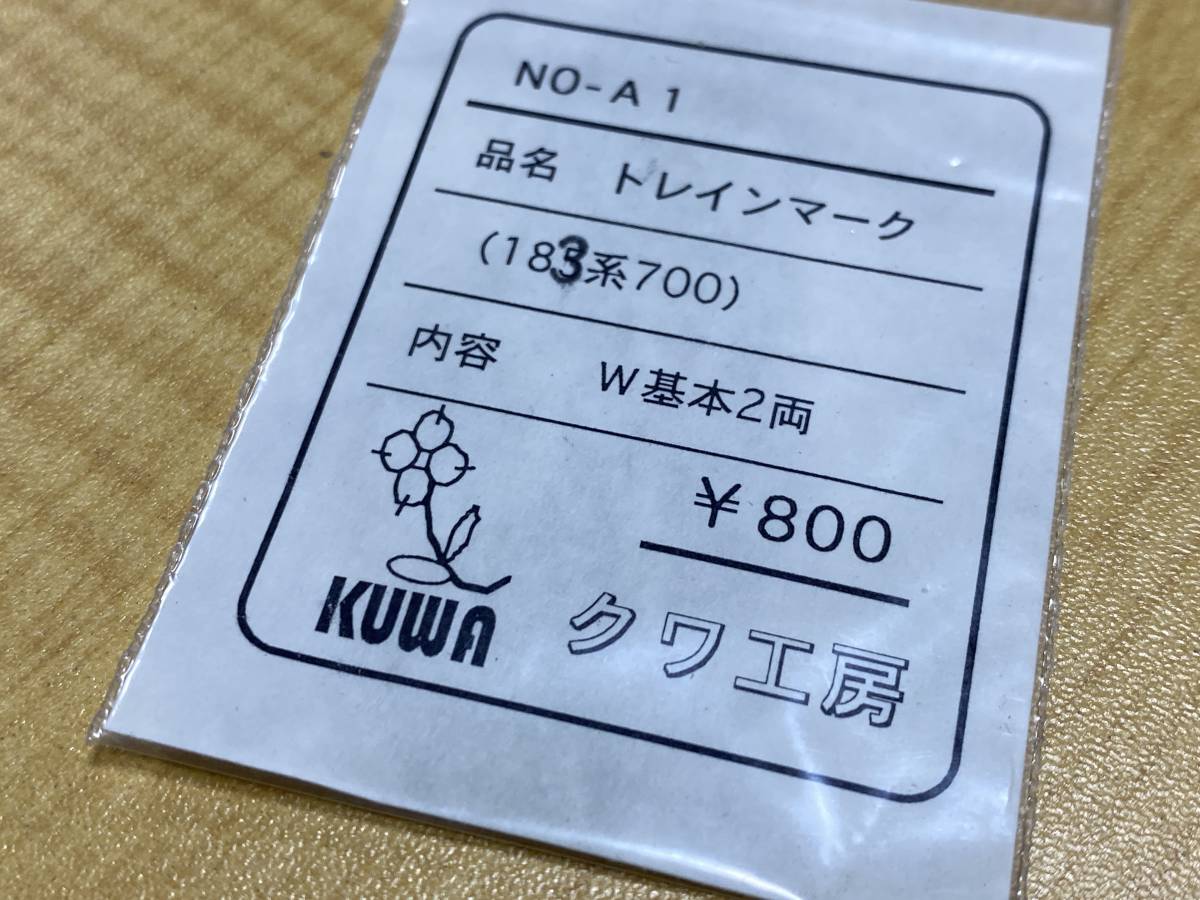 NO-A 1
品名 トレインマーク
(183系700)
内容 W基本2両
¥800
KUWA クワ工房